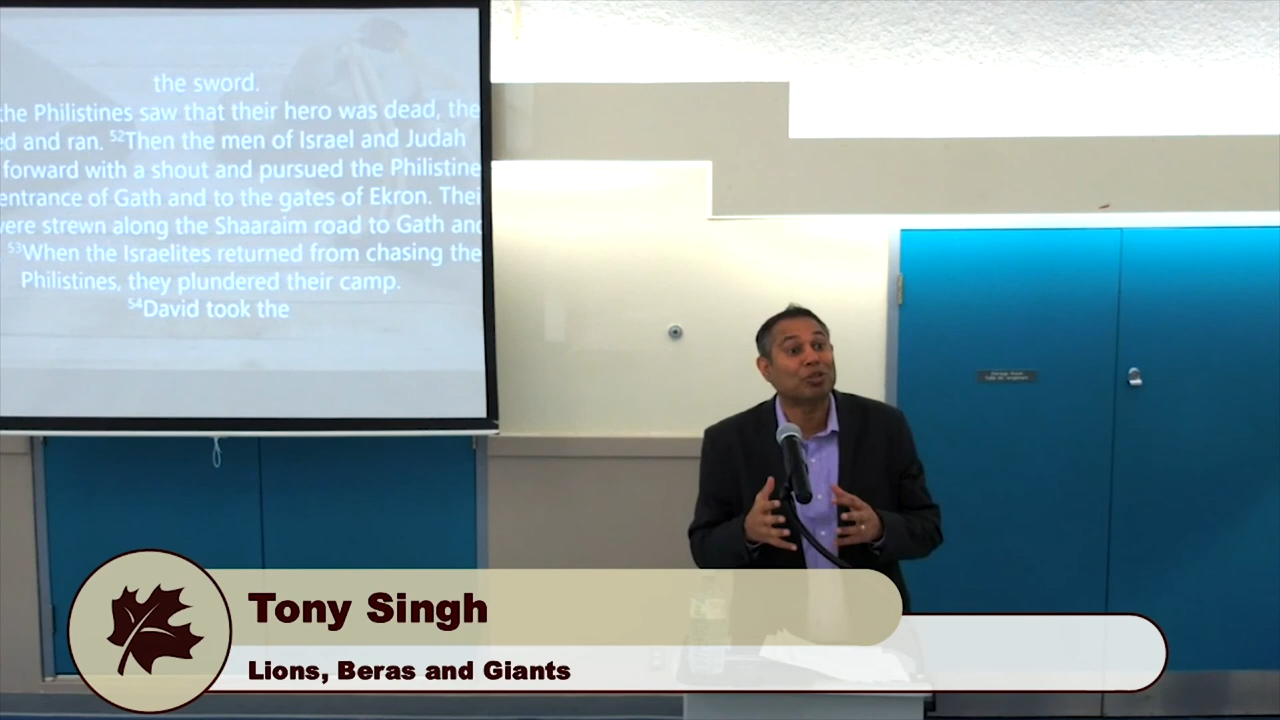 the sword.
the Philistines saw that their hero was dead, the
ed and ran. 52Then the men of Israel and Judah
forward with a shout and pursued the Philistine
entrance of Gath and to the gates of Ekron. Thei
were strewn along the Shaaraim road to Gath and
53When the Israelites returned from chasing the
Philistines, they plundered their camp.
54David took the
Tony Singh
Lions, Beras and Giants